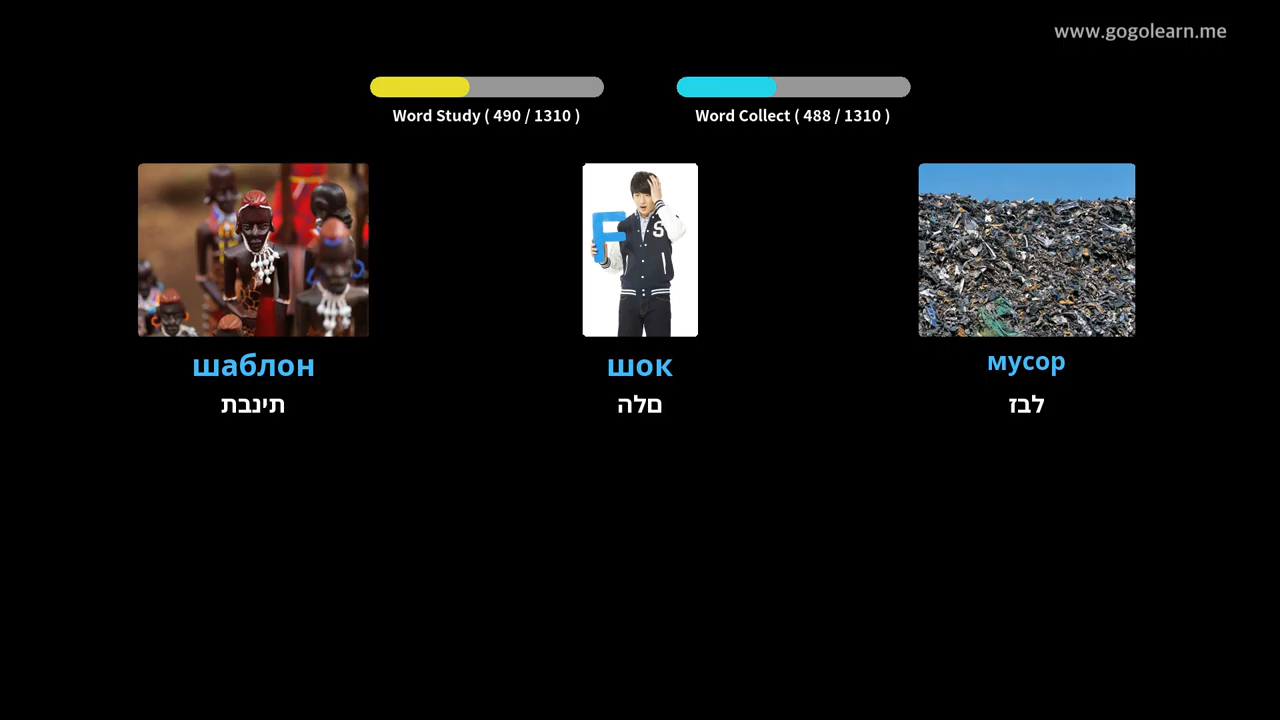 www.gogolearn.me
Word Study ( 490 / 1310 )
Word Collect ( 488 / 1310 )
шаблон
תינבת
шок
םלה
мусор
לבז